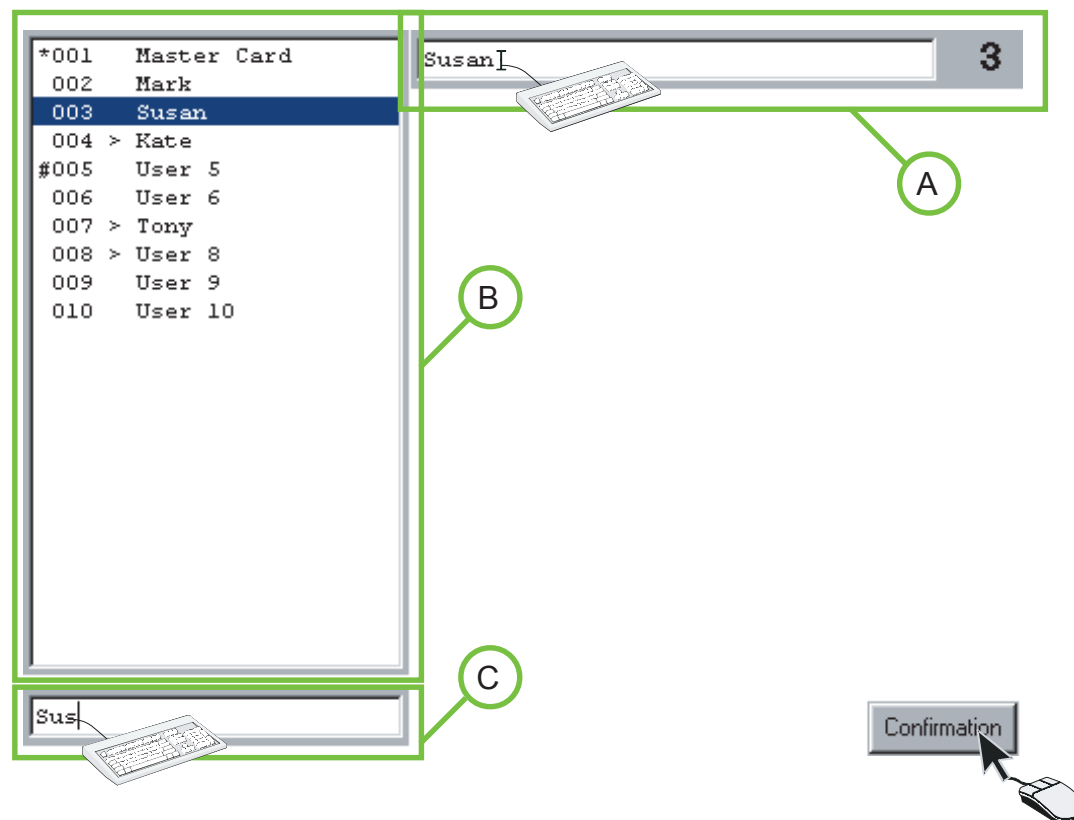 *001 Master Card
002 Mark
003 Susan
004 > Kate
#005 User 5
006 User 6
007 > Tony
008 > User 8
009 User 9
010 User 10
Susan
3
A
B
C
Sus
Confirmation